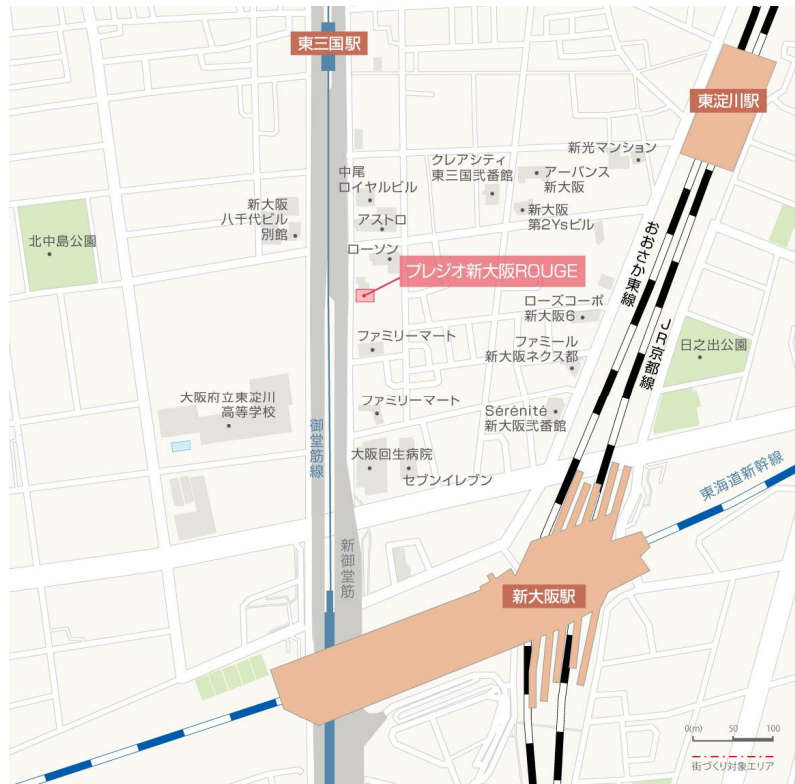 東三国駅
東淀川駅
新光マンション
クレアシティ
東三国弐番館
アーバンス
新大阪
中尾
ロイヤルビル
新大阪
八千代ビル
別館
アストロ
新大阪
第2Ysビル
北中島公園
ローソン
プレジオ新大阪ROUGE
おおさか東線
ローズコーポ
新大阪6
JR京都線
ファミリーマート
ファミール
新大阪ネクス都
日之出公園
大阪府立東淀川
高等学校
ファミリーマート
Sérénité
新大阪弐番館
御堂筋線
大阪回生病院
セブンイレブン
東海道新幹線
新御堂筋
新大阪駅
0(m) 50 100
街づくり対象エリア